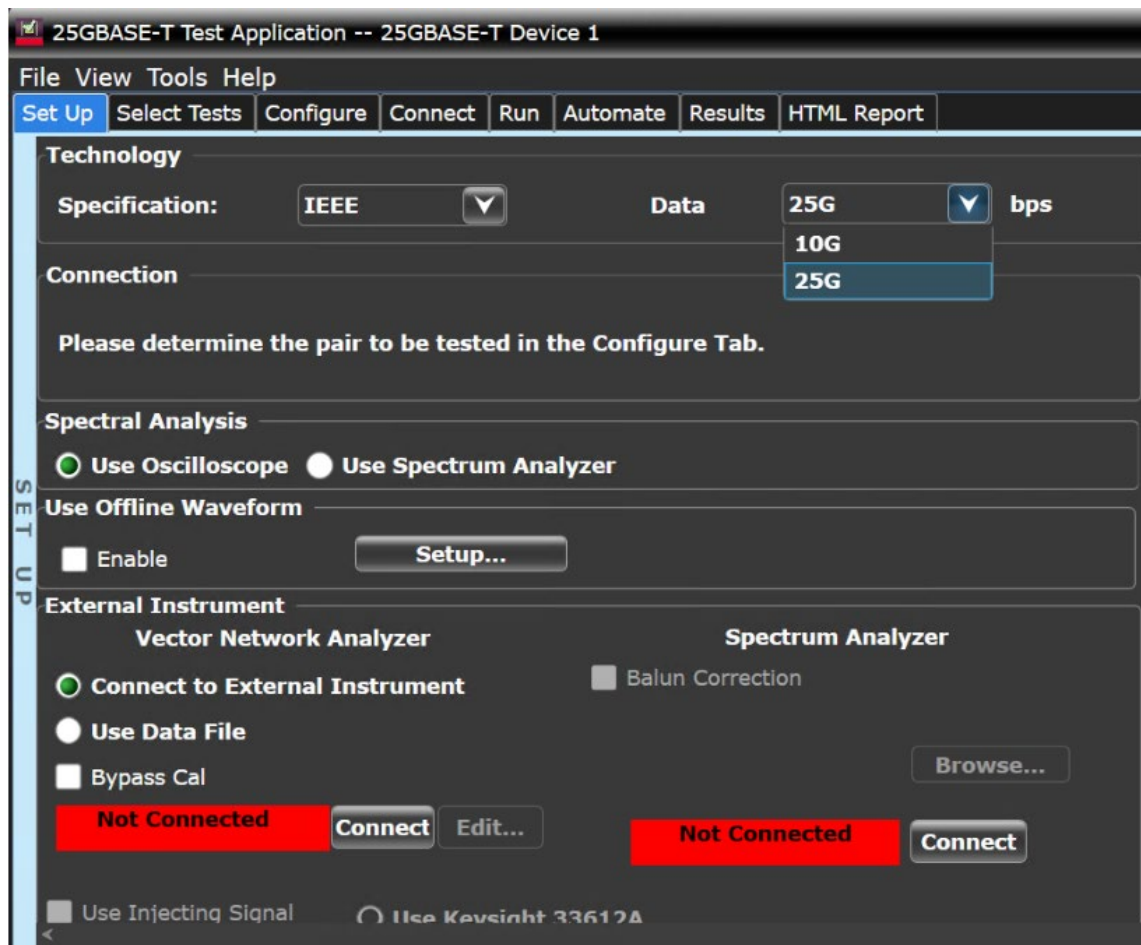 25GBASE-T Test Application -- 25GBASE-T Device 1
File View Tools Help
Set Up Select Tests Configure Connect Run Automate Results HTML Report
Technology
Specification: IEEE Data 25G bps
10G
25G
Connection
Please determine the pair to be tested in the Configure Tab.
Spectral Analysis
Use Oscilloscope Use Spectrum Analyzer
Use Offline Waveform
Enable Setup...
SET UP
External Instrument
Vector Network Analyzer Spectrum Analyzer
Connect to External Instrument Balun Correction
Use Data File
Browse...
Bypass Cal
Not Connected Connect Edit... Not Connected Connect
Use Injecting Signal Use Keysight 33612A